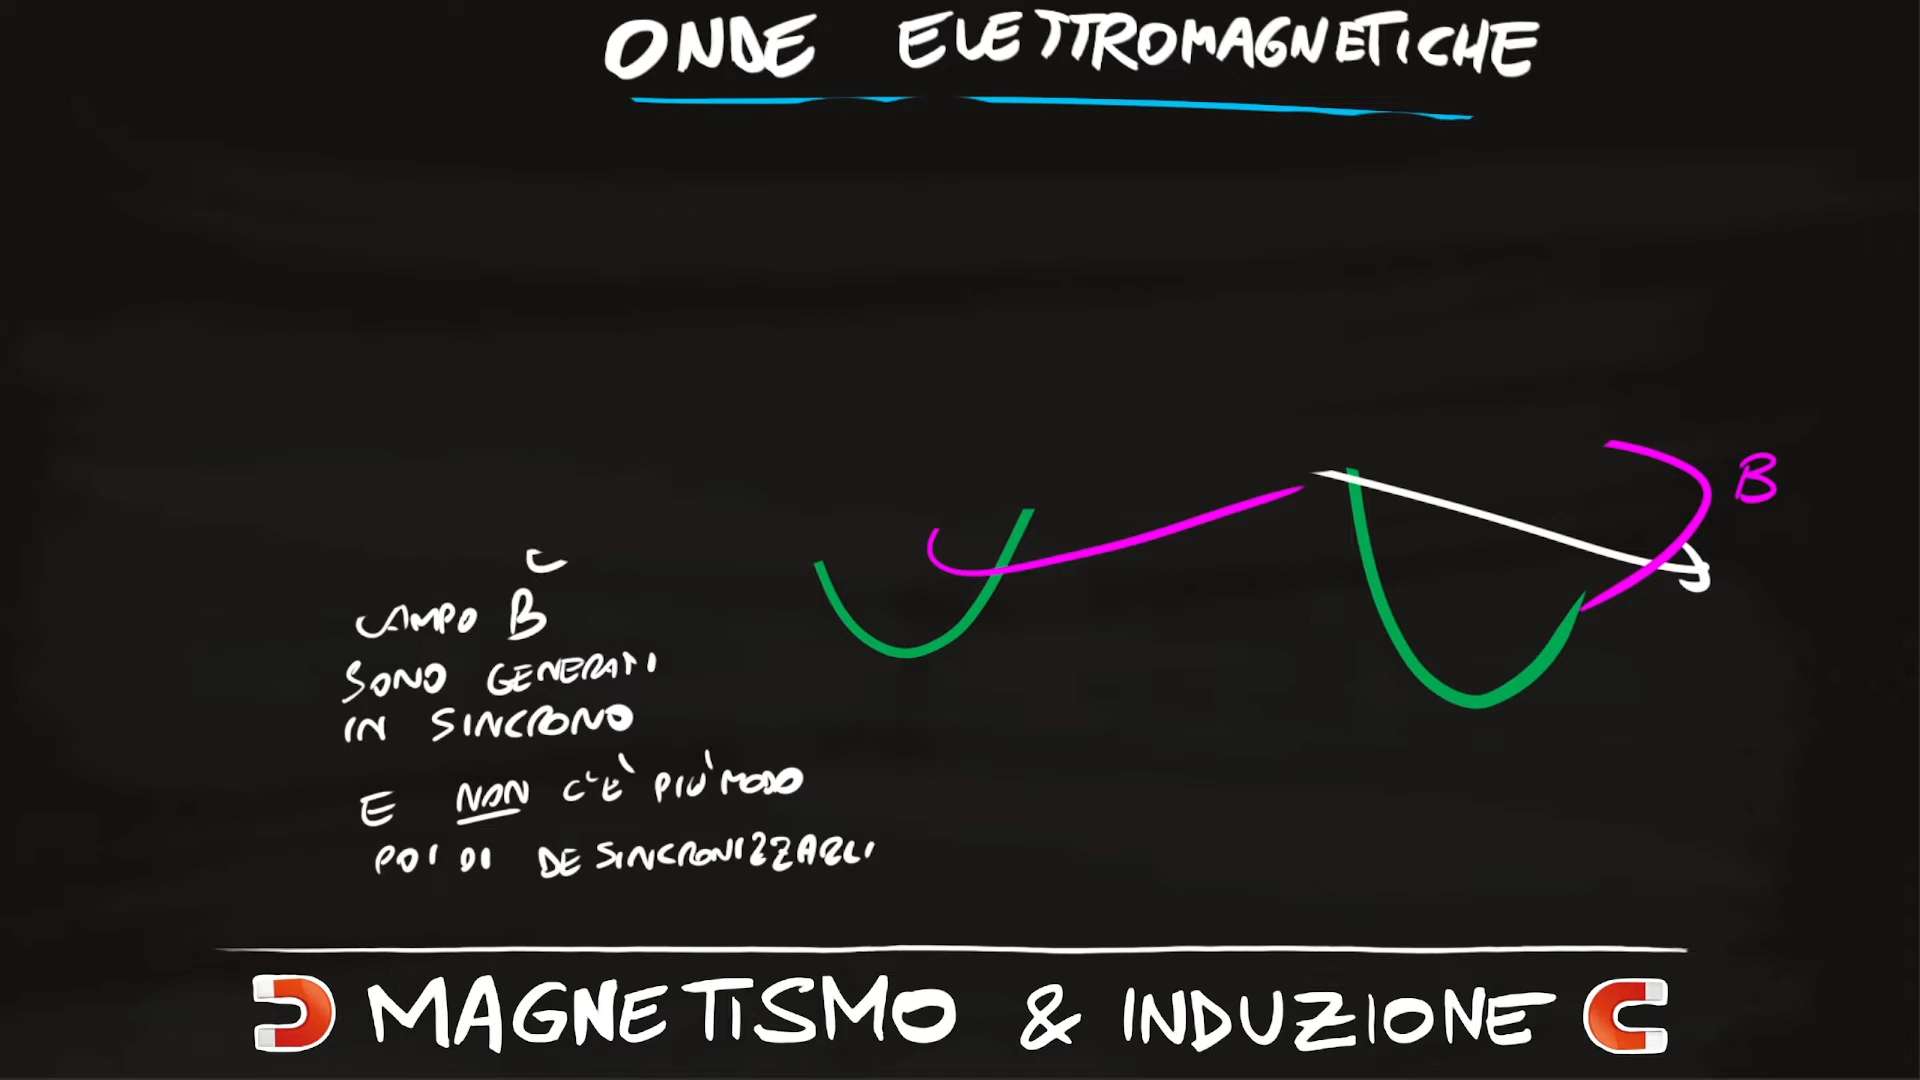 ONDE ELETTROMAGNETICHE
B
CAMPO B
SONO GENERATI
IN SINCRONO
E NON C'È PIÙ MODO
POI DI DESINCRONIZZARLI
MAGNETISMO & INDUZIONE